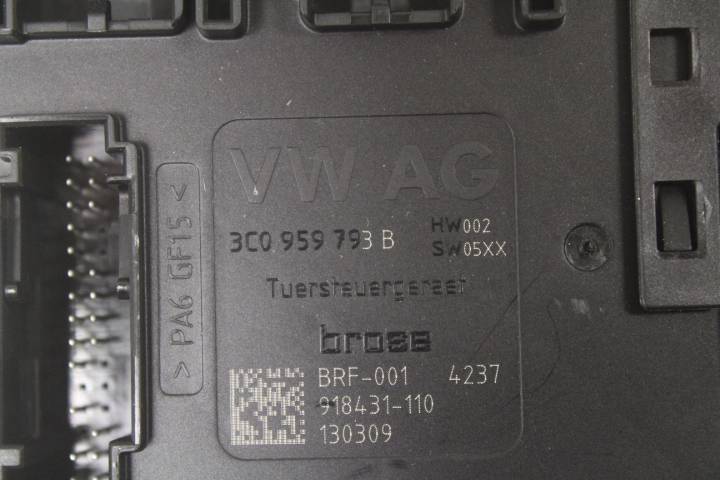 VW AG
3C0 959 793 B
HW002
SW05XX
Tuersteuergeraet
brose
BRF-001 4237
918431-110
130309
> PA6 GF15 <